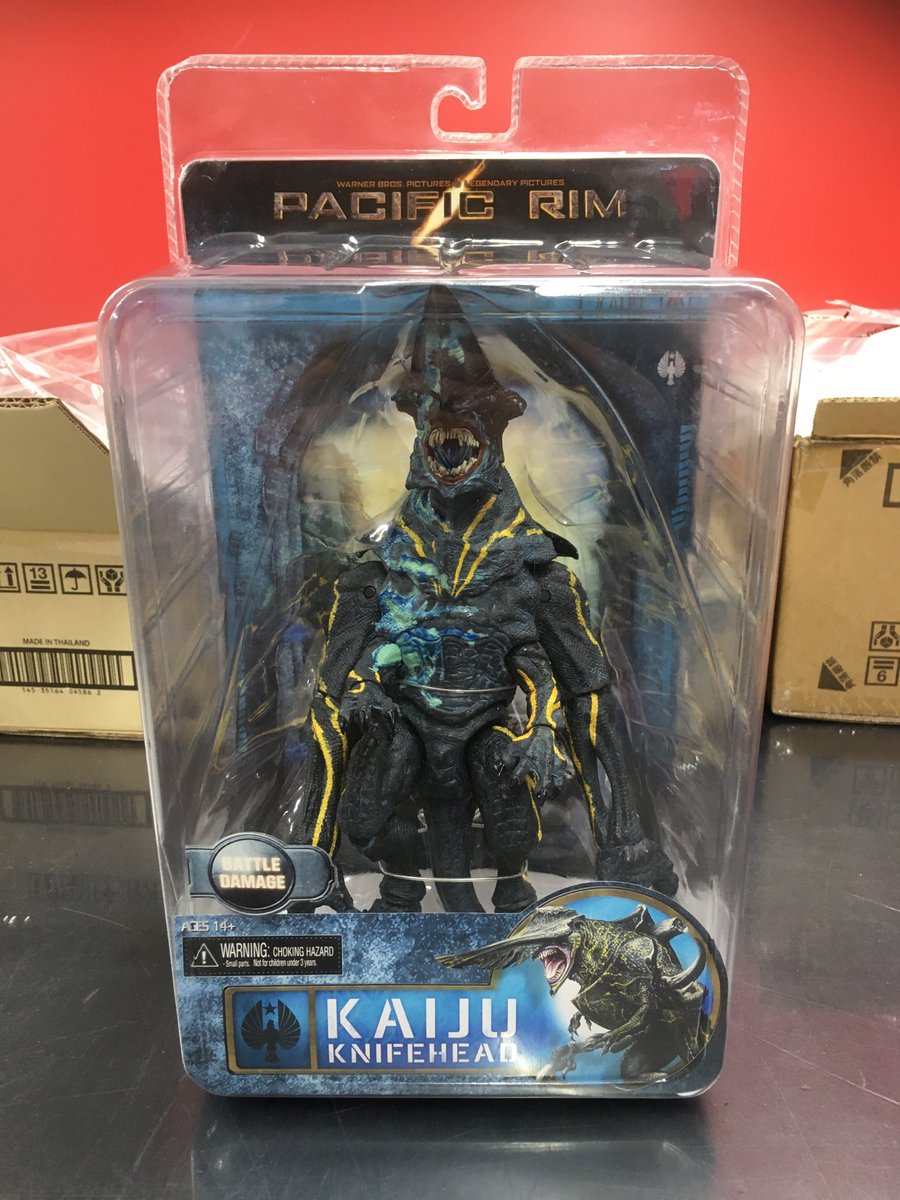 WARNER BROS. PICTURES & LEGENDARY PICTURES
PACIFIC RIM
13
MADE IN THAILAND
BATTLE
DAMAGE
AGES 14+
WARNING: CHOKING HAZARD
Small parts. Not for children under 3 years.
KAIJU
KNIFEHEAD
6